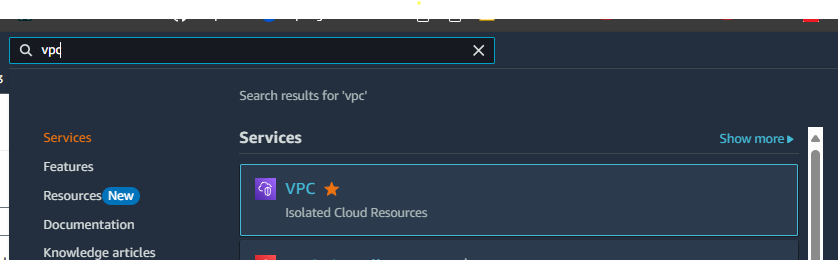 vpc
Search results for 'vpc'
Services
Features
Resources New
Documentation
Knowledge articles
Services
Show more
VPC
Isolated Cloud Resources